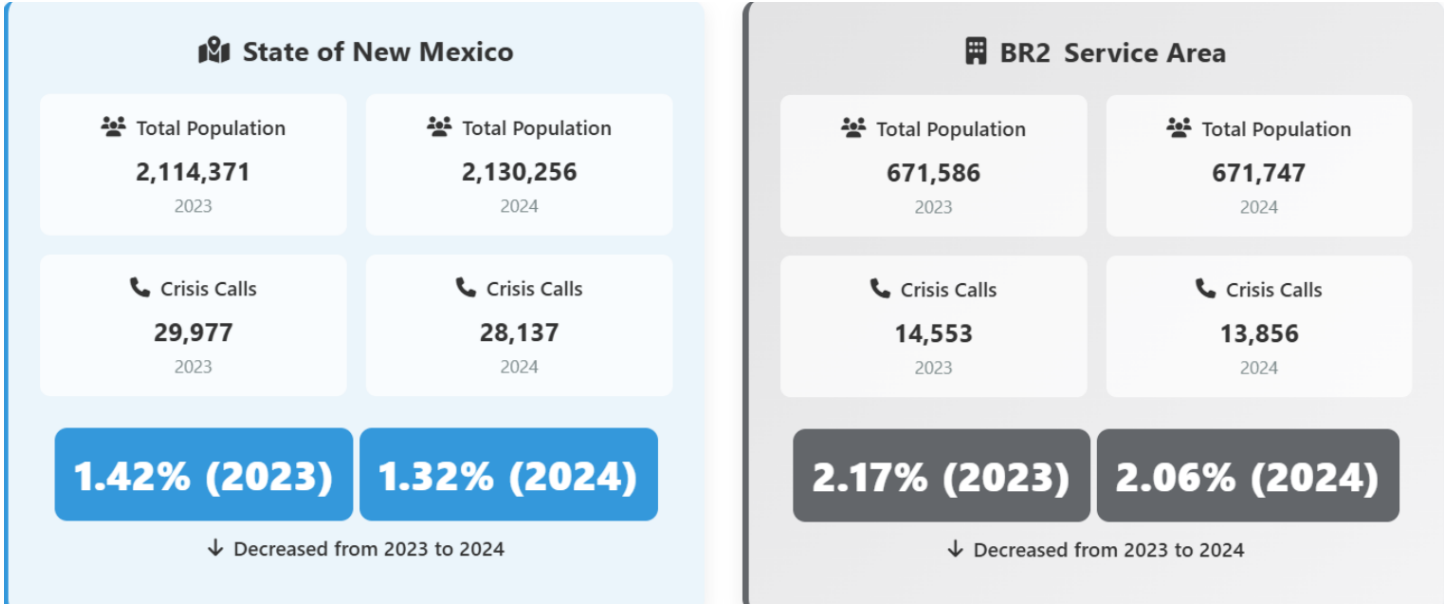 State of New Mexico
Total Population
2,114,371
2023
Total Population
2,130,256
2024
Crisis Calls
29,977
2023
Crisis Calls
28,137
2024
1.42% (2023)
1.32% (2024)
Decreased from 2023 to 2024
BR2 Service Area
Total Population
671,586
2023
Total Population
671,747
2024
Crisis Calls
14,553
2023
Crisis Calls
13,856
2024
2.17% (2023)
2.06% (2024)
Decreased from 2023 to 2024